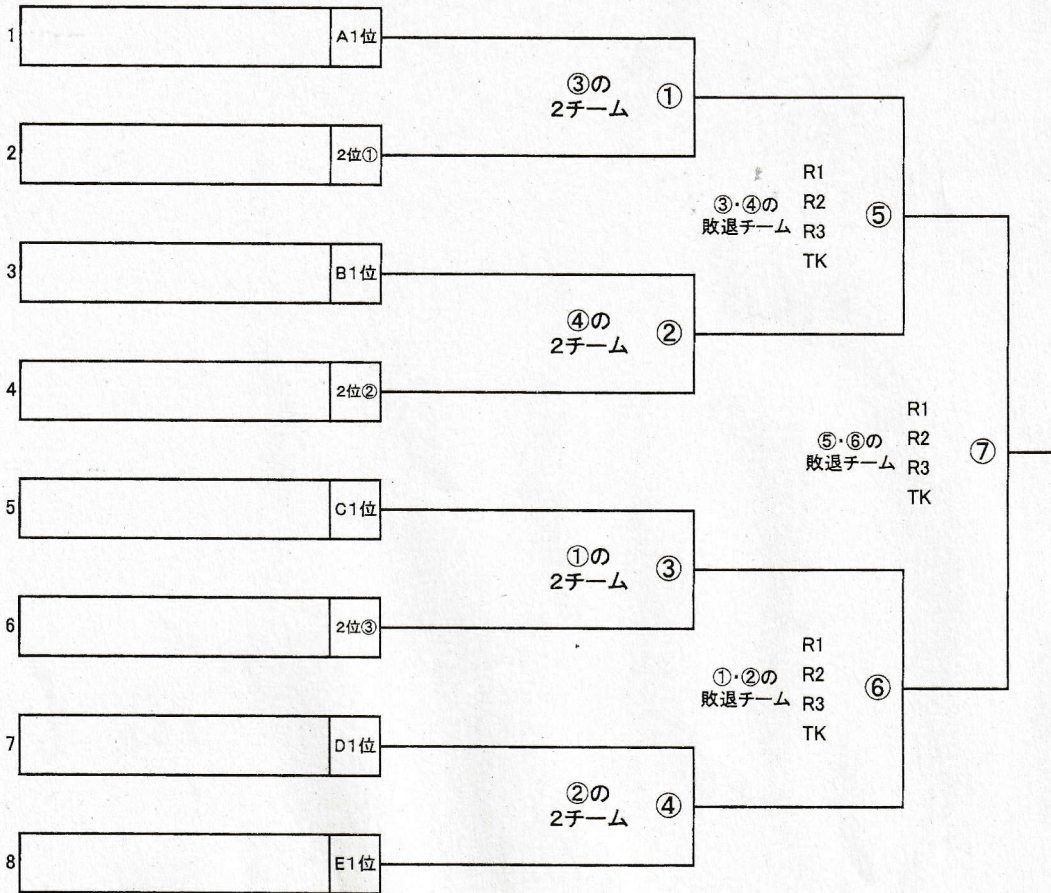 1
A1位
③の
2チーム
①
2
2位①
R1
R2
R3
TK
③・④の
敗退チーム
⑤
3
B1位
④の
2チーム
②
4
2位②
R1
R2
R3
TK
⑤・⑥の
敗退チーム
⑦
5
C1位
①の
2チーム
③
6
2位③
R1
R2
R3
TK
①・②の
敗退チーム
⑥
7
D1位
②の
2チーム
④
8
E1位